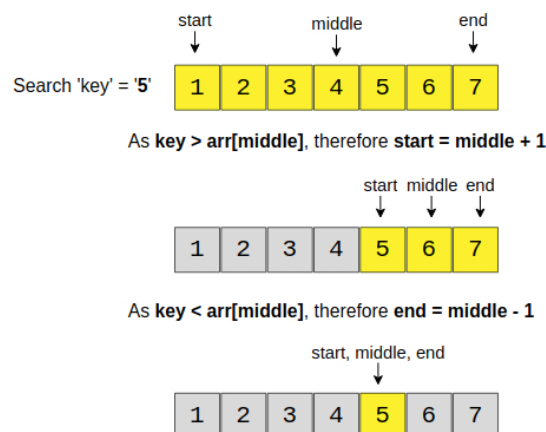 start middle end
Search 'key' = '5' 1 2 3 4 5 6 7
As key > arr[middle], therefore start = middle + 1
start middle end
1 2 3 4 5 6 7
As key < arr[middle], therefore end = middle - 1
start, middle, end
1 2 3 4 5 6 7